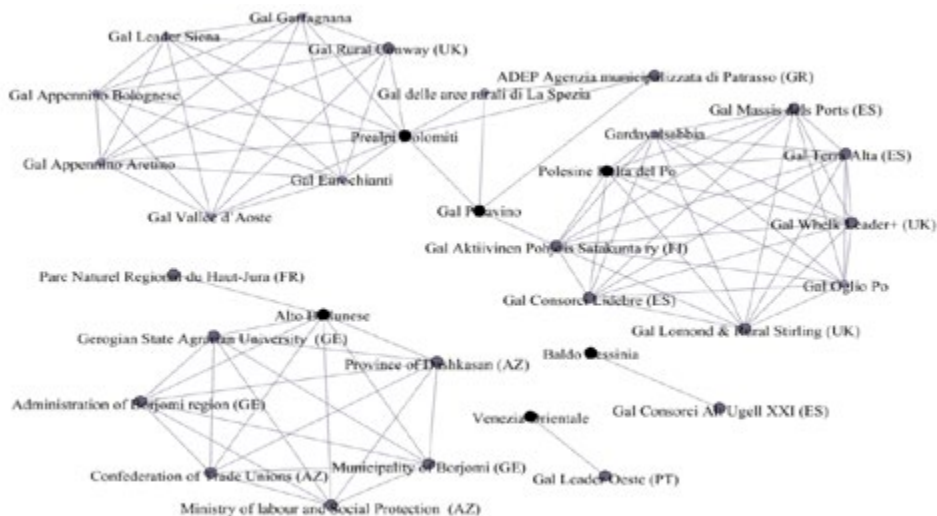 Gal Garfagnana
Gal Leader Siena
Gal Rural Conway (UK)
ADEP Agenzia municipalizzata di Patrasso (GR)
Gal Appennino Bolognese
Gal delle aree rurali di La Spezia
Gal Massis dels Ports (ES)
Prealpi Dolomiti
Gardavalsabbia
Gal Terra Alta (ES)
Gal Appennino Aretino
Polesine Delta del Po
Gal Eurochianti
Gal Vallee d'Aoste
Gal Patavino
Gal Whelk Leader+ (UK)
Gal Aktiivinen Pohjois Satakunta ry (FI)
Parc Naturel Regional du Haut-Jura (FR)
Gal Oglio Po
Gal Consorci Lidebre (ES)
Alto Bellunese
Gerogian State Agrarian University (GE)
Gal Lomond & Rural Stirling (UK)
Baldo Lessinia
Province of Dashkasan (AZ)
Administration of Borjomi region (GE)
Gal Consorci Alt Ugell XXI (ES)
Venezia Orientale
Municipality of Borjomi (GE)
Confederation of Trade Unions (AZ)
Gal Leader Oeste (PT)
Ministry of labour and Social Protection (AZ)